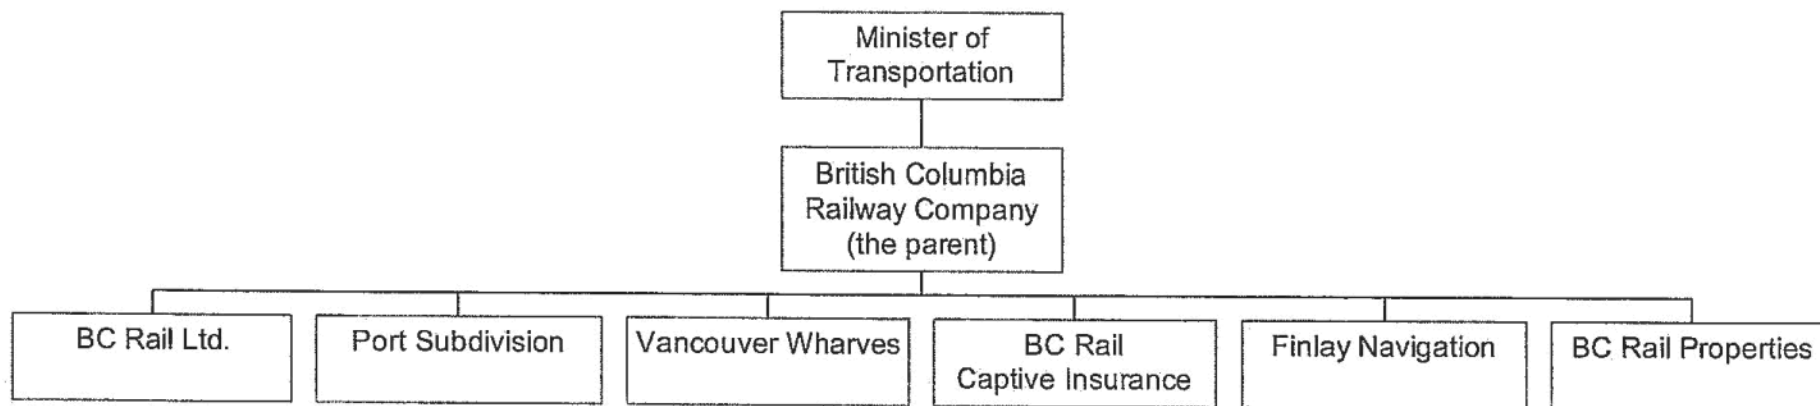 Minister of
Transportation
British Columbia
Railway Company
(the parent)
BC Rail Ltd.
Port Subdivision
Vancouver Wharves
BC Rail
Captive Insurance
Finlay Navigation
BC Rail Properties